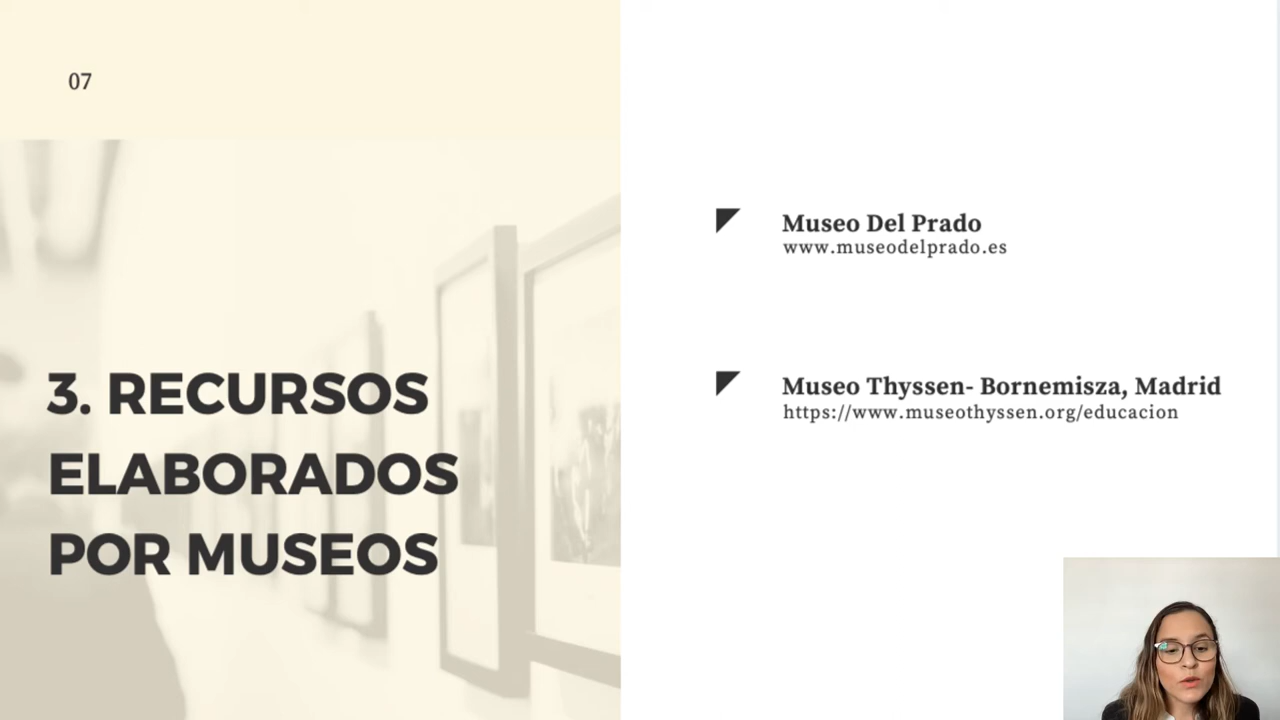 07
3. RECURSOS
ELABORADOS
POR MUSEOS
Museo Del Prado
www.museodelprado.es
Museo Thyssen- Bornemisza, Madrid
https://www.museothyssen.org/educacion